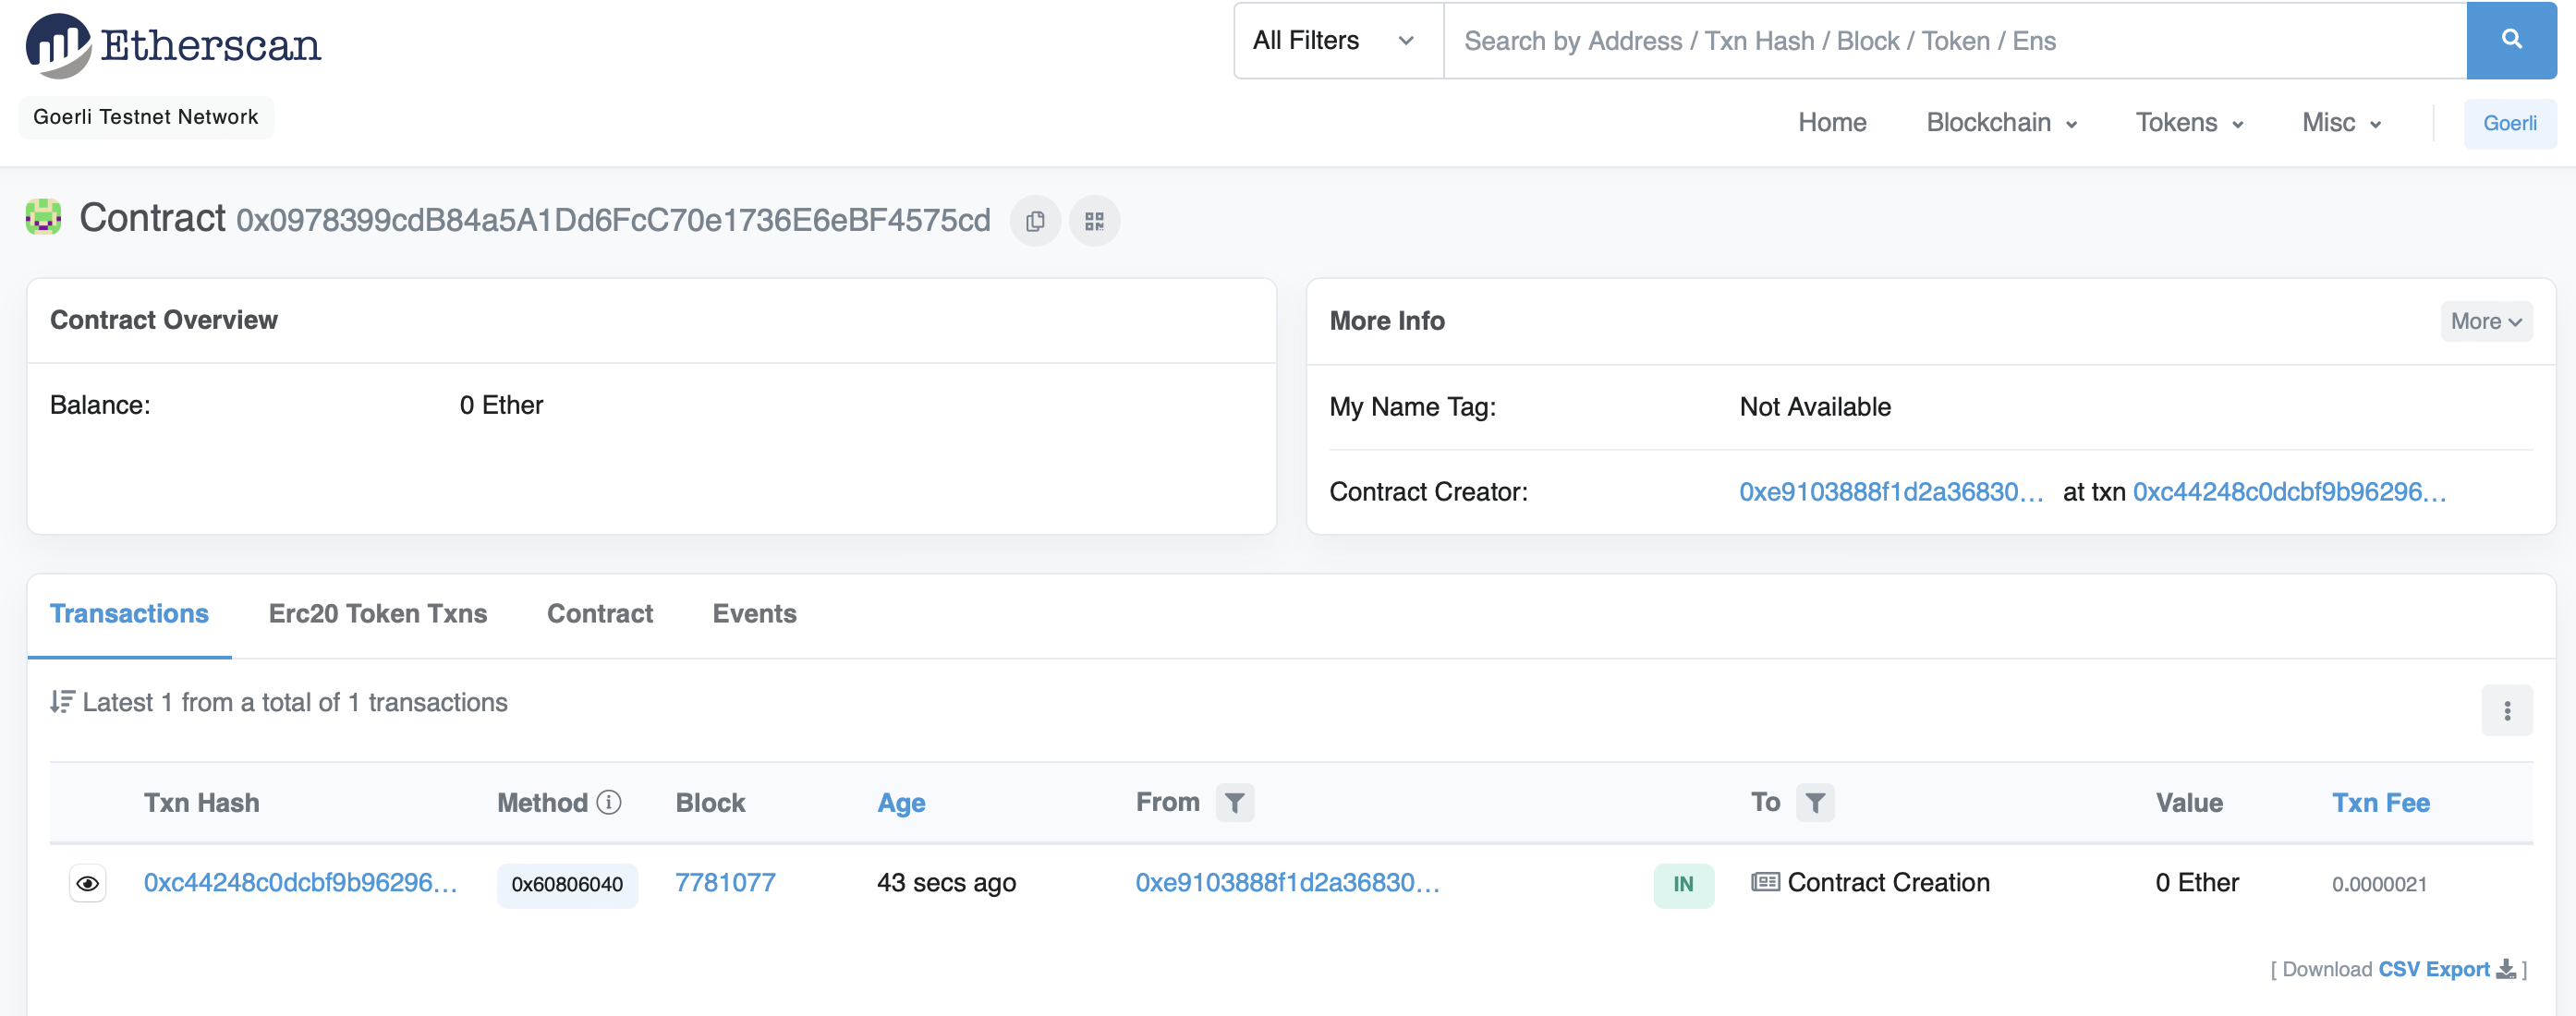 Etherscan
All Filters
Search by Address / Txn Hash / Block / Token / Ens
Goerli Testnet Network
Home Blockchain Tokens Misc Goerli
Contract 0x0978399cdB84a5A1Dd6FcC70e1736E6eBF4575cd
Contract Overview
Balance: 0 Ether
More Info More
My Name Tag: Not Available
Contract Creator: 0xe9103888f1d2a36830... at txn 0xc44248c0dcbf9b96296...
Transactions Erc20 Token Txns Contract Events
Latest 1 from a total of 1 transactions
Txn Hash Method Block Age From To Value Txn Fee
0xc44248c0dcbf9b96296... 0x60806040 7781077 43 secs ago 0xe9103888f1d2a36830... IN Contract Creation 0 Ether 0.0000021
[ Download CSV Export ]